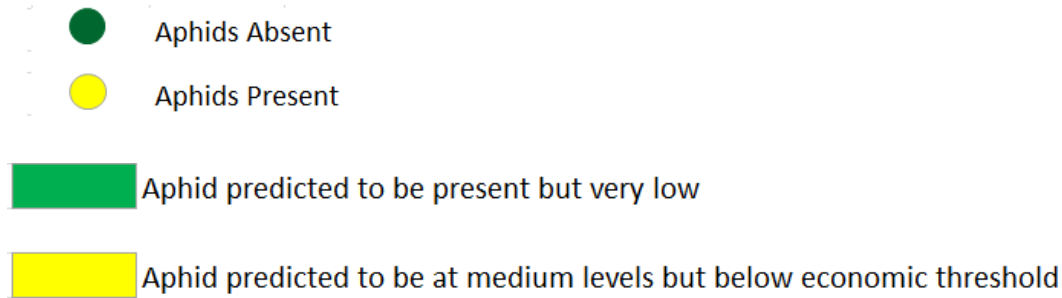 Aphids Absent
Aphids Present
Aphid predicted to be present but very low
Aphid predicted to be at medium levels but below economic threshold